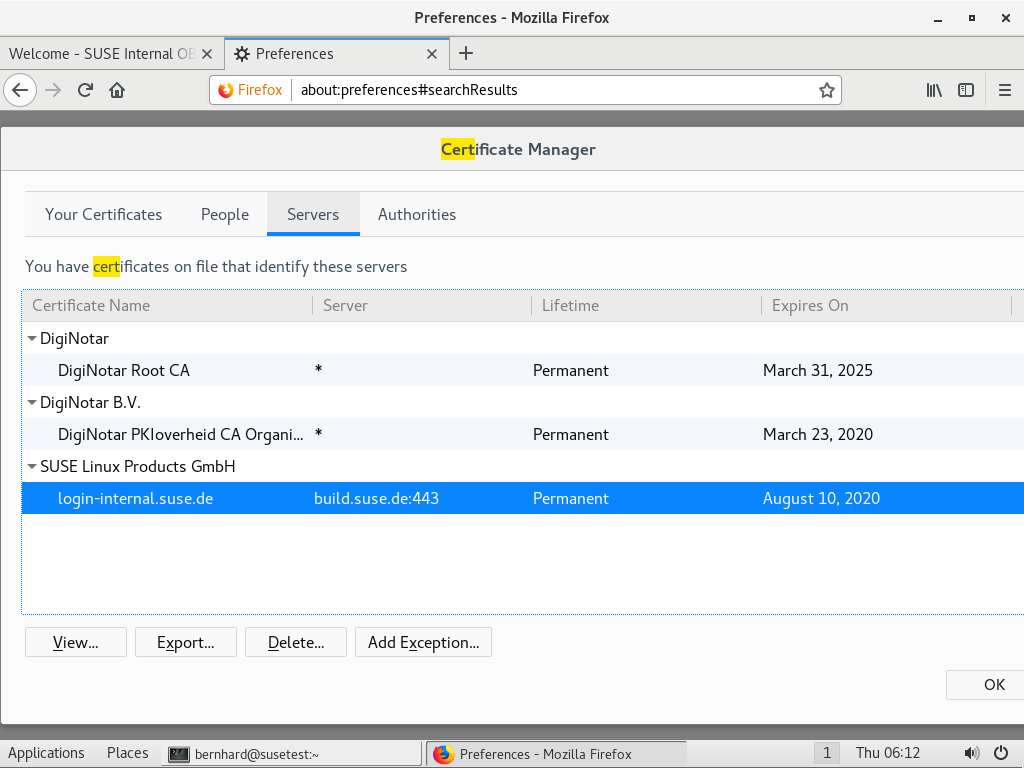 Preferences - Mozilla Firefox
Welcome - SUSE Internal OB
Preferences
Firefox
about:preferences#searchResults
Certificate Manager
Your Certificates
People
Servers
Authorities
You have certificates on file that identify these servers
Certificate Name Server Lifetime Expires On
DigiNotar
DigiNotar Root CA * Permanent March 31, 2025
DigiNotar B.V.
DigiNotar PKIoverheid CA Organi... * Permanent March 23, 2020
SUSE Linux Products GmbH
login-internal.suse.de build.suse.de:443 Permanent August 10, 2020
View...
Export...
Delete...
Add Exception...
OK
Applications Places bernhard@susetest:~ Preferences - Mozilla Firefox 1 Thu 06:12